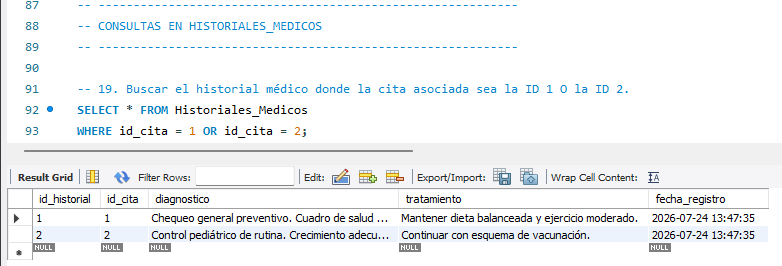 87 -- ------------------------------------------------------------
88 -- CONSULTAS EN HISTORIALES_MEDICOS
89 -- ------------------------------------------------------------
90
91 -- 19. Buscar el historial médico donde la cita asociada sea la ID 1 O la ID 2.
92 SELECT * FROM Historiales_Medicos
93 WHERE id_cita = 1 OR id_cita = 2;
Result Grid Filter Rows: Edit: Export/Import: Wrap Cell Content:
id_historial id_cita diagnostico tratamiento fecha_registro
1 1 Chequeo general preventivo. Cuadro de salud ... Mantener dieta balanceada y ejercicio moderado. 2026-07-24 13:47:35
2 2 Control pediátrico de rutina. Crecimiento adecu... Continuar con esquema de vacunación. 2026-07-24 13:47:35
NULL NULL NULL NULL NULL